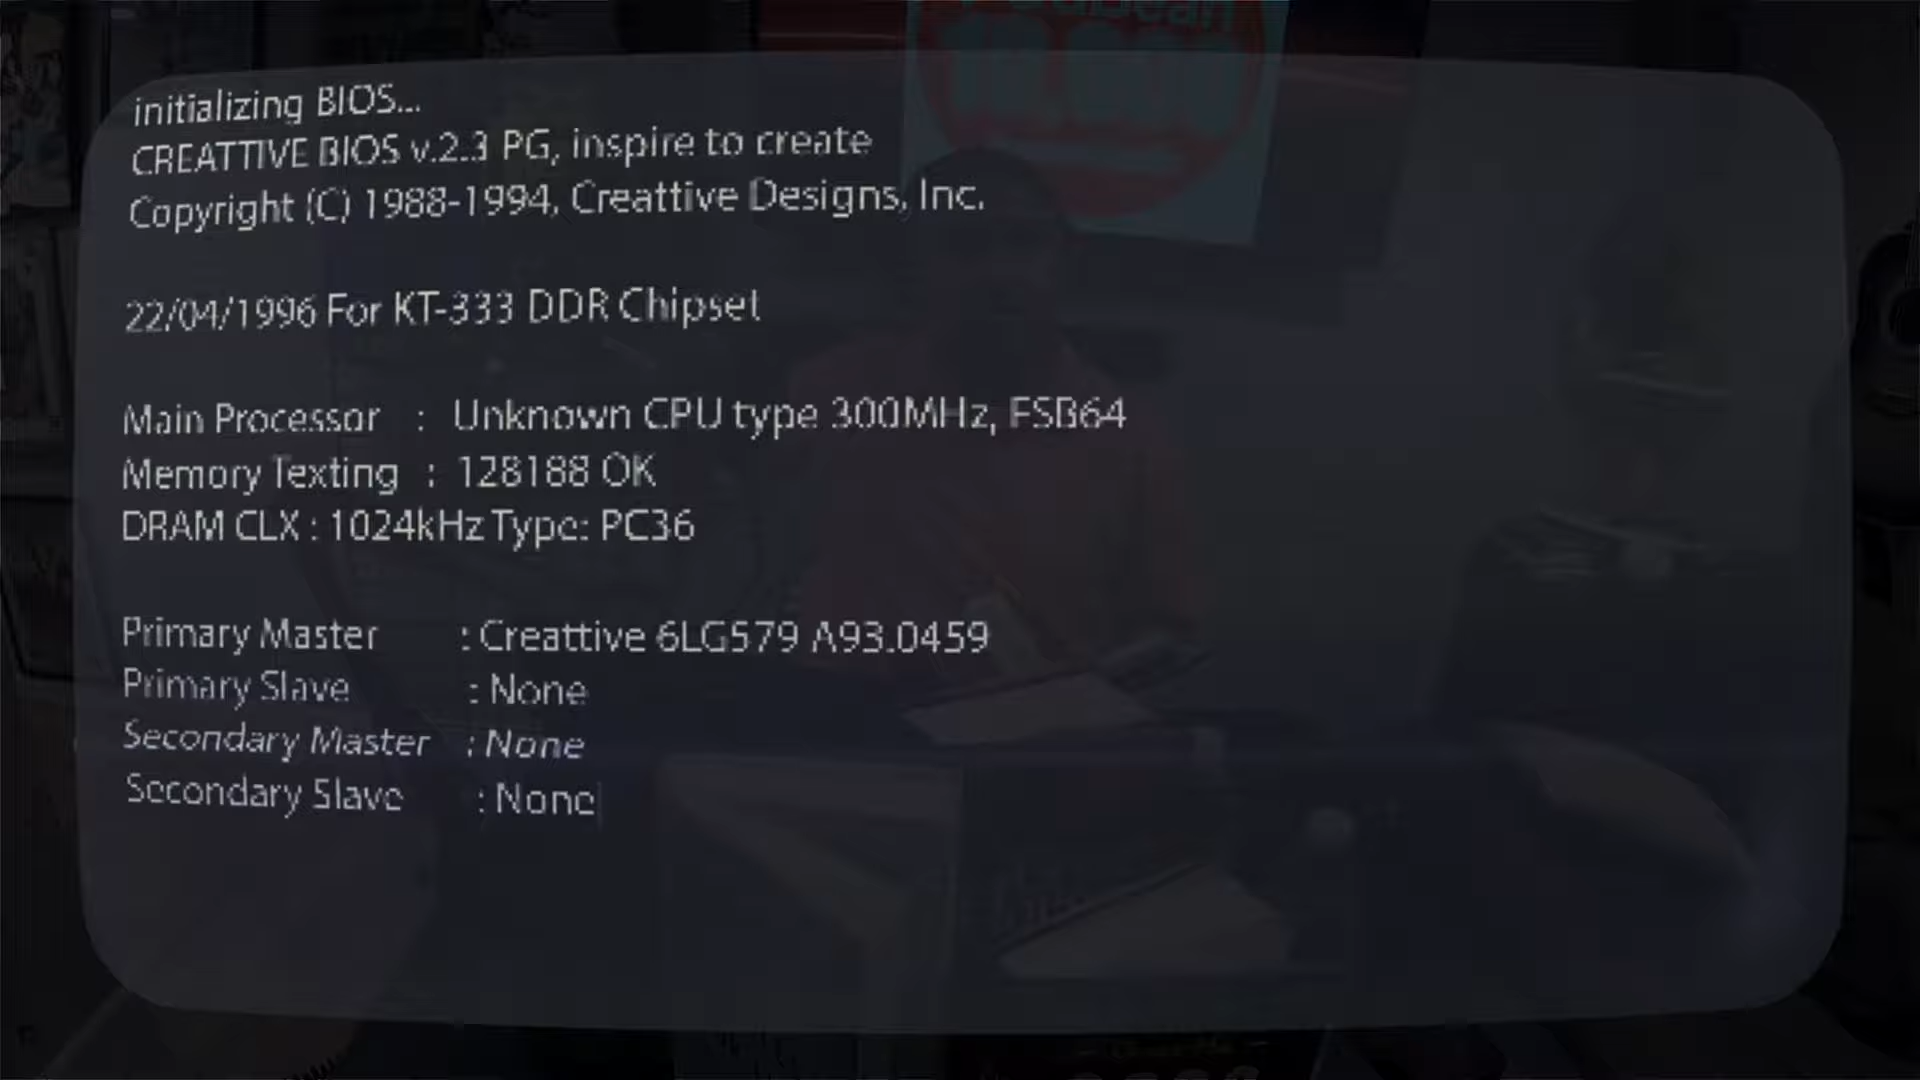 initializing BIOS...
CREATTIVE BIOS v.2.3 PG, inspire to create
Copyright (C) 1988-1994, Creattive Designs, Inc.
22/04/1996 For KT-333 DDR Chipset
Main Processor : Unknown CPU type 300MHz, FSB64
Memory Texting : 128188 OK
DRAM CLX : 1024kHz Type: PC36
Primary Master : Creattive 6LG579 A93.0459
Primary Slave : None
Secondary Master : None
Secondary Slave : None